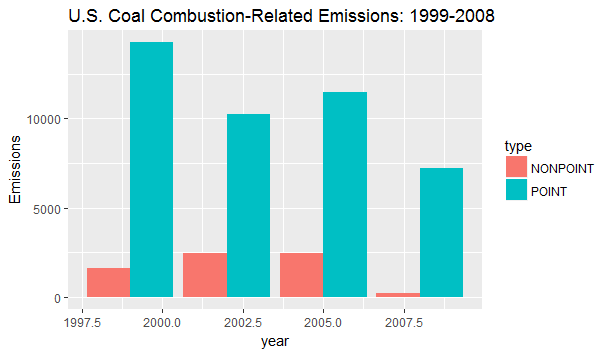 U.S. Coal Combustion-Related Emissions: 1999-2008
Emissions
10000
5000
0
1997.5 2000.0 2002.5 2005.0 2007.5
year
type
NONPOINT
POINT